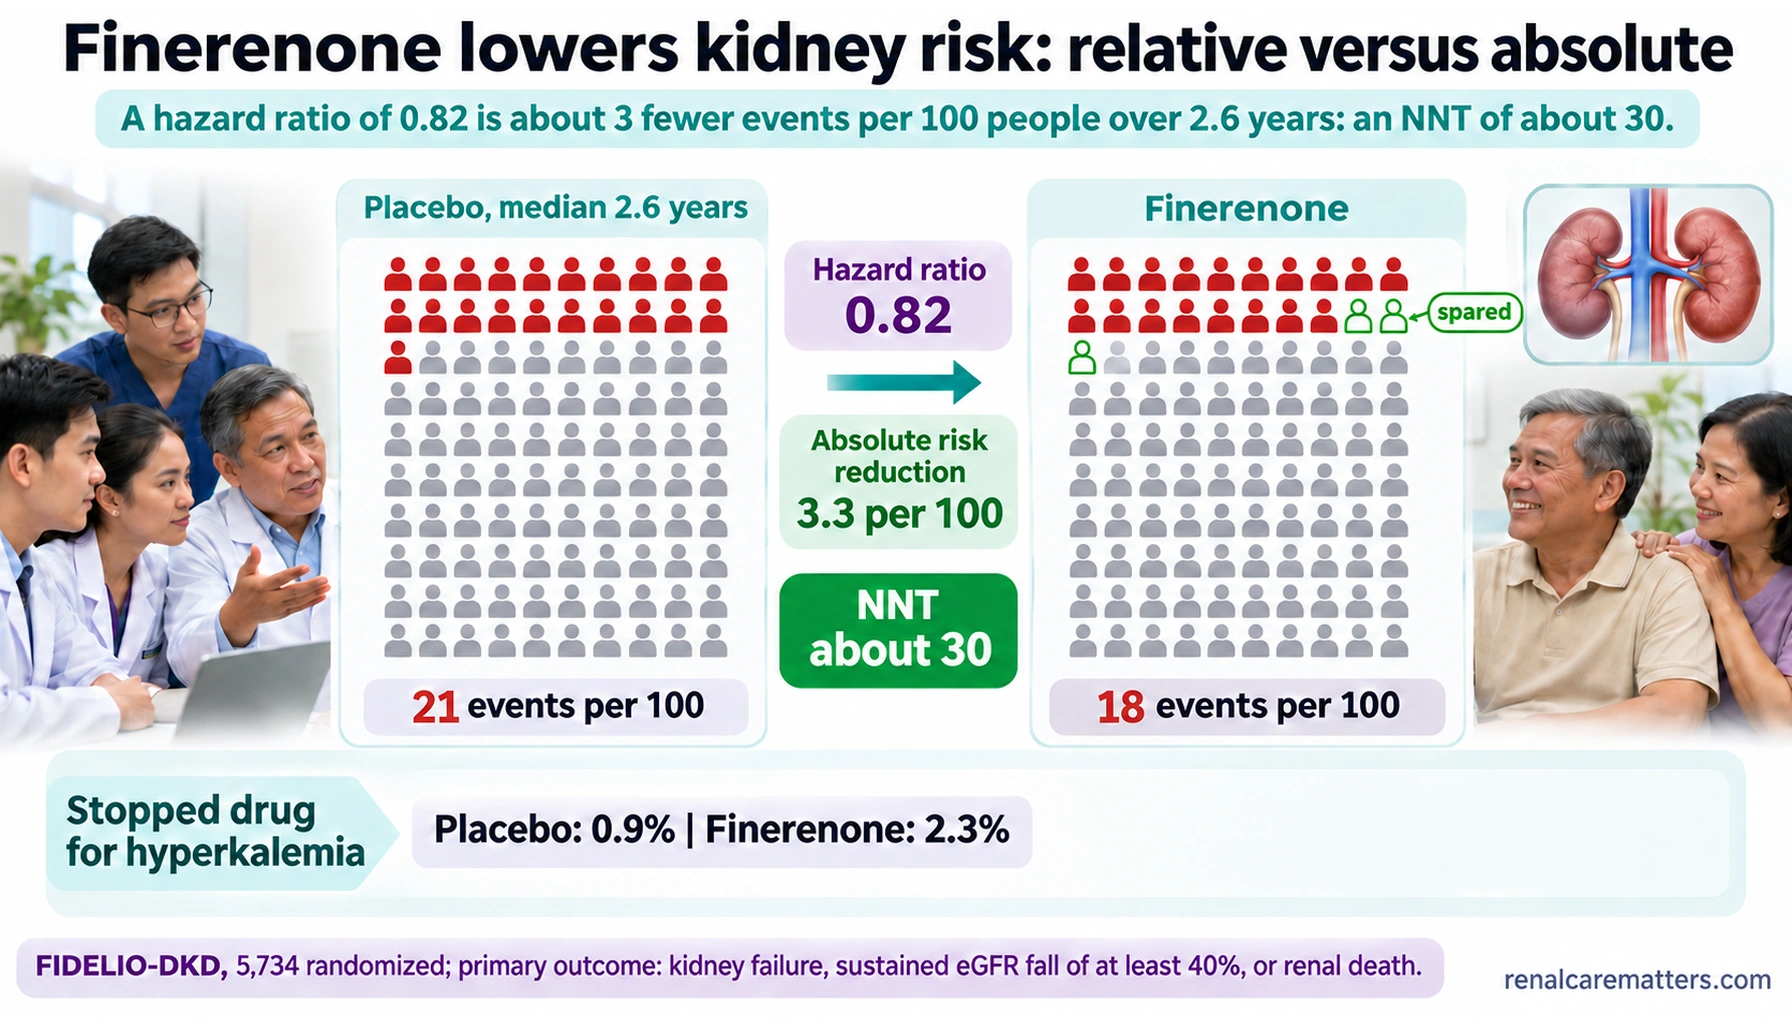 Finerenone lowers kidney risk: relative versus absolute
A hazard ratio of 0.82 is about 3 fewer events per 100 people over 2.6 years: an NNT of about 30.
Placebo, median 2.6 years
21 events per 100
Hazard ratio
0.82
Absolute risk
reduction
3.3 per 100
NNT
about 30
Finerenone
spared
18 events per 100
Stopped drug
for hyperkalemia
Placebo: 0.9% | Finerenone: 2.3%
FIDELIO-DKD, 5,734 randomized; primary outcome: kidney failure, sustained eGFR fall of at least 40%, or renal death.
renalcarematters.com